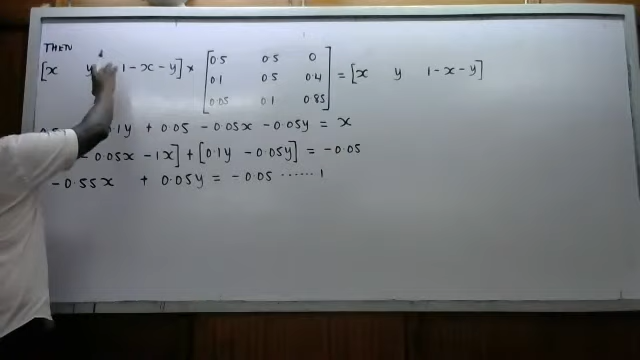 THEN
[x y 1-x-y] × [0.5 0.5 0
0.1 0.5 0.4
0.05 0.1 0.85] = [x y 1-x-y]
.1y + 0.05 - 0.05x - 0.05y = x
- 0.05x - 1x] + [0.1y - 0.05y] = -0.05
-0.55x + 0.05y = -0.05 ......1